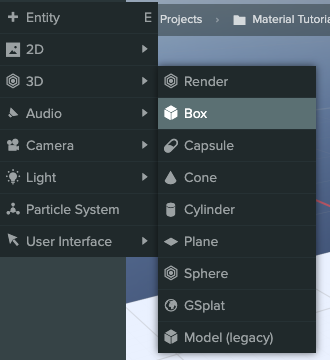 Entity E
2D
3D
Audio
Camera
Light
Particle System
User Interface
Projects › Material Tutoria
Render
Box
Capsule
Cone
Cylinder
Plane
Sphere
GSplat
Model (legacy)